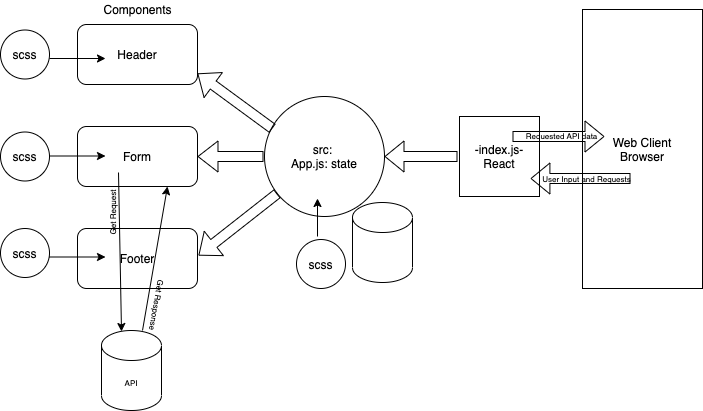 Components
scss
Header
scss
Form
Get Request
scss
Footer
Get Response
API
src:
App.js: state
scss
-index.js-
React
Requested API data
User Input and Requests
Web Client
Browser